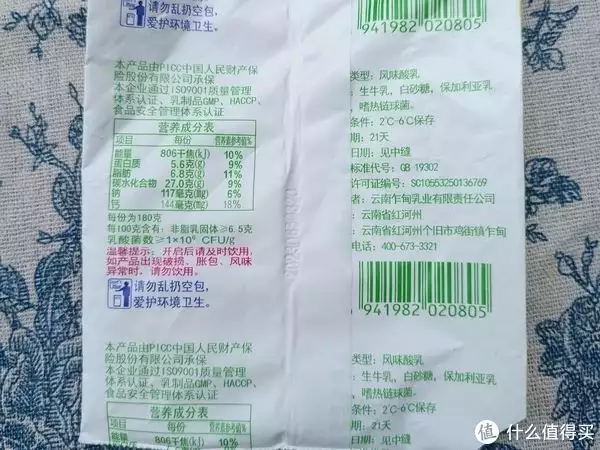 请勿乱扔空包,
爱护环境卫生。
941982 020805
本产品由PICC中国人民财产保
险股份有限公司承保
本企业通过ISO9001质量管理
体系认证、乳制品GMP、HACCP、
食品安全管理体系认证
营养成分表
项目 每份 营养素参考值%
能量 806千焦(kJ) 10%
蛋白质 5.6克(g) 9%
脂肪 6.8克(g) 11%
碳水化合物 27.0克(g) 9%
钠 117毫克(mg) 6%
钙 144毫克(mg) 18%
每份为180克
每100克含有: 非脂乳固体≥6.5克
乳酸菌数≥1×10⁶ CFU/g
温馨提示: 开启后请及时饮用,
如产品出现破损、胀包、风味
异常时, 请勿饮用。
请勿乱扔空包,
爱护环境卫生。
类型: 风味酸乳
: 生牛乳, 白砂糖, 保加利亚乳
, 嗜热链球菌。
条件: 2℃-6℃保存
: 21天
日期: 见中缝
标准代号: GB 19302
许可证编号: SC10553250136769
者: 云南乍甸乳业有限责任公司
: 云南省红河州
: 云南省红河州个旧市鸡街镇乍甸
电话: 400-673-3321
941982 020805
本产品由PICC中国人民财产保
险股份有限公司承保
本企业通过ISO9001质量管理
体系认证、乳制品GMP、HACCP、
食品安全管理体系认证
营养成分表
项目 每份 营养素参考值%
能量 806千焦(kJ) 10%
类型: 风味酸乳
: 生牛乳, 白砂糖, 保加利亚乳
, 嗜热链球菌。
条件: 2℃-6℃保存
: 21天
日期: 见中缝
值 什么值得买